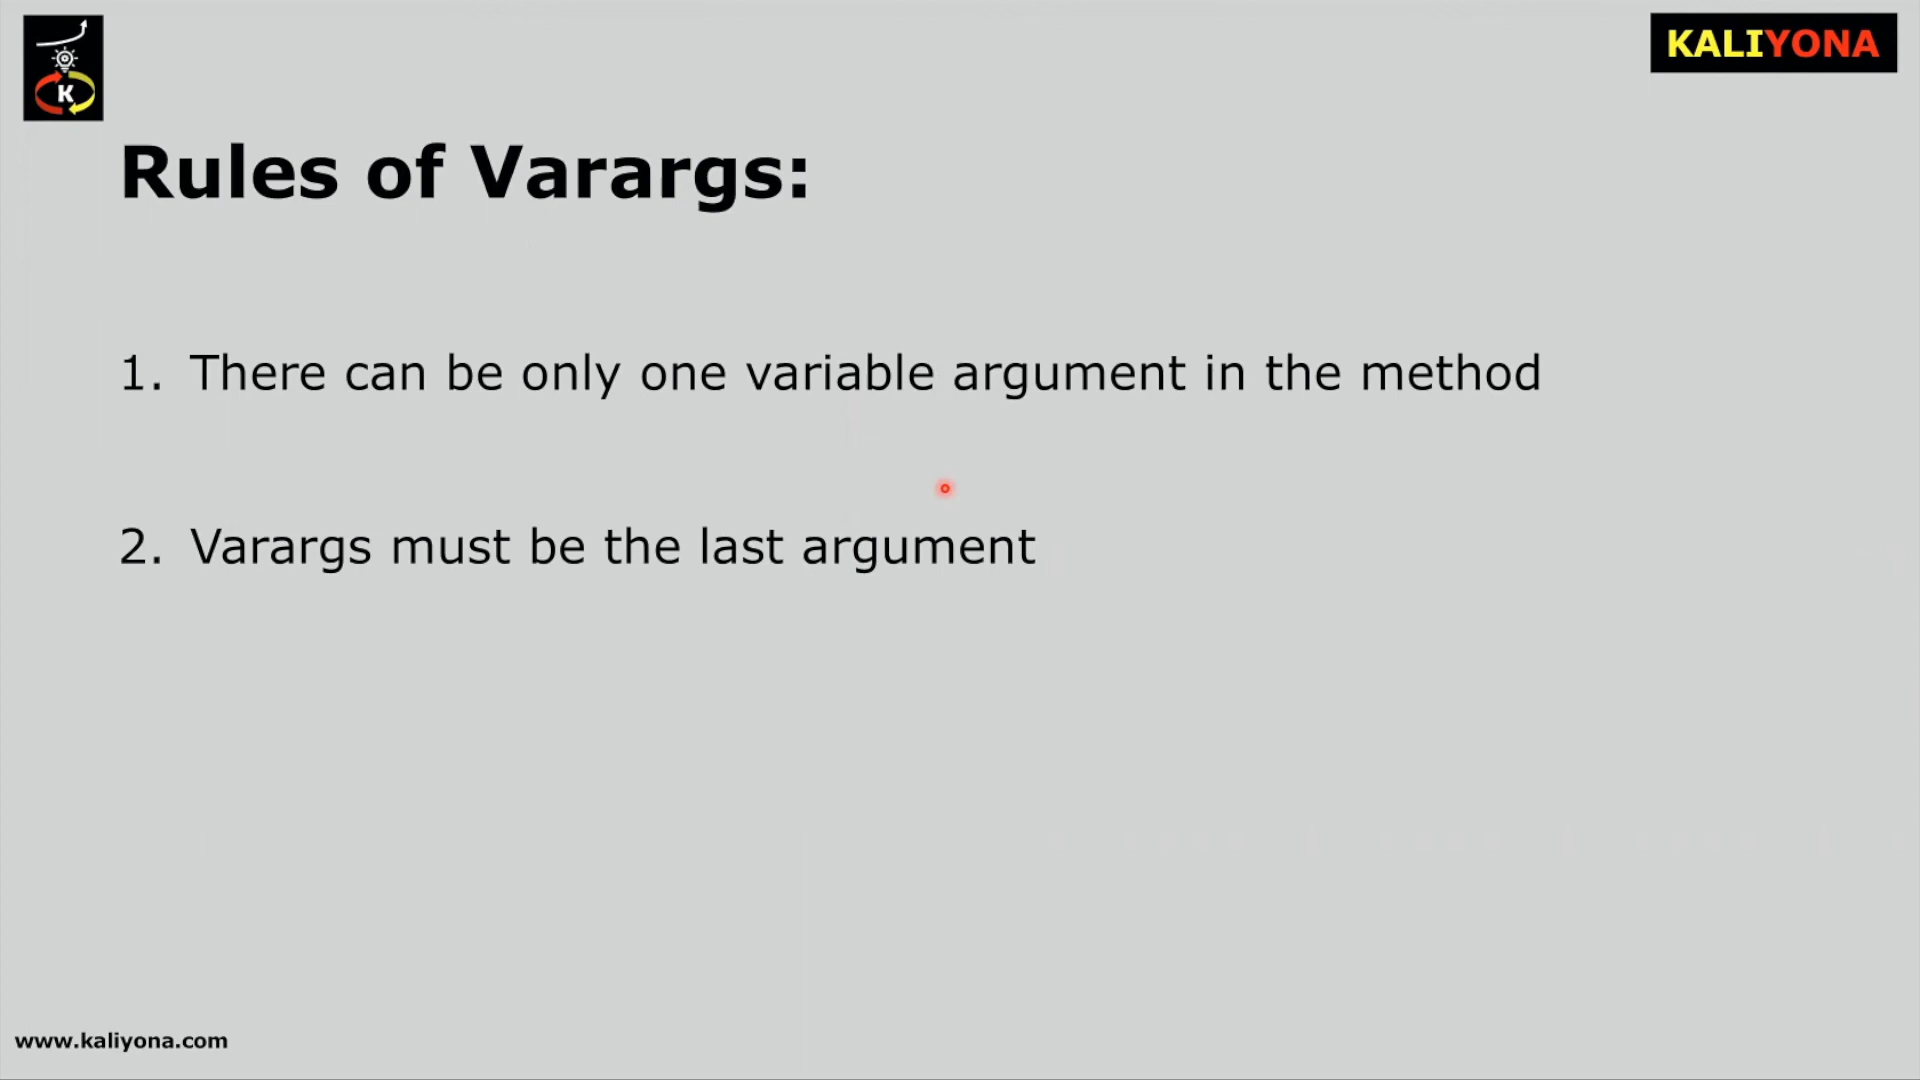 K
KALIYONA
Rules of Varargs:
1. There can be only one variable argument in the method
2. Varargs must be the last argument
www.kaliyona.com